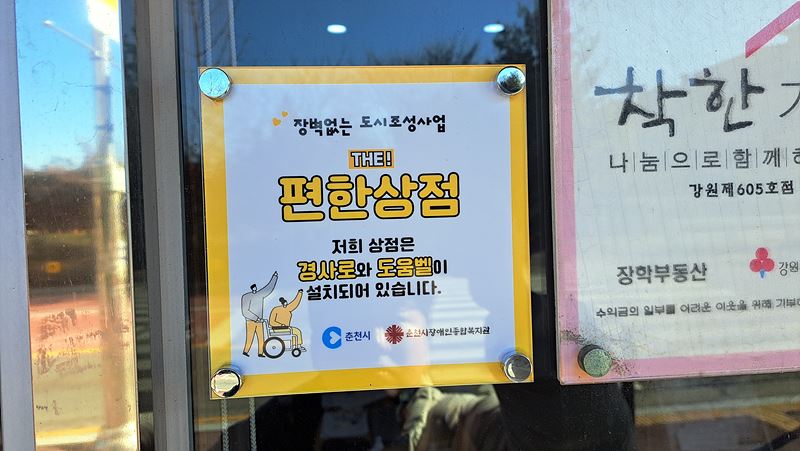 장벽없는 도시조성사업
THE!
편한상점
저희 상점은
경사로와 도움벨이
설치되어 있습니다.
춘천시
춘천시장애인종합복지관
착한
나|눔|으|로|함|께|하
강원제605호점
장학부동산
강원
수익금의 일부를 어려운 이웃을 위해 기부